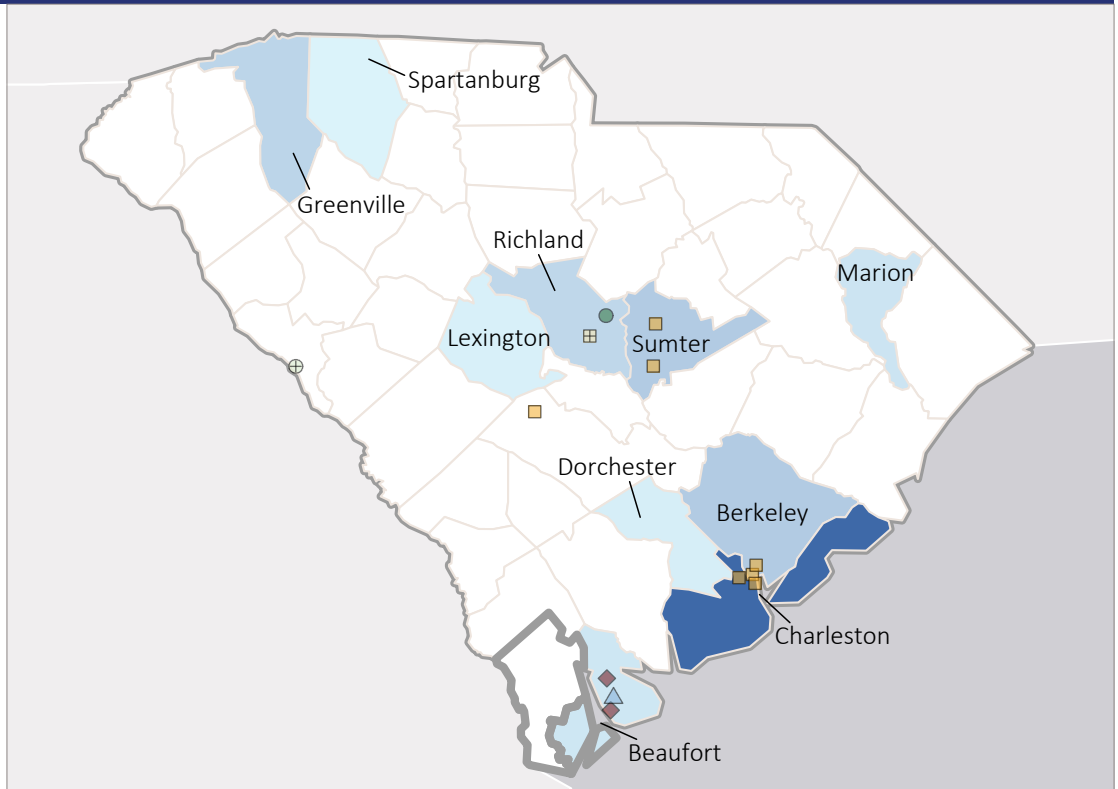 Spartanburg
Greenville
Richland
Marion
Lexington
Sumter
Dorchester
Berkeley
Charleston
Beaufort